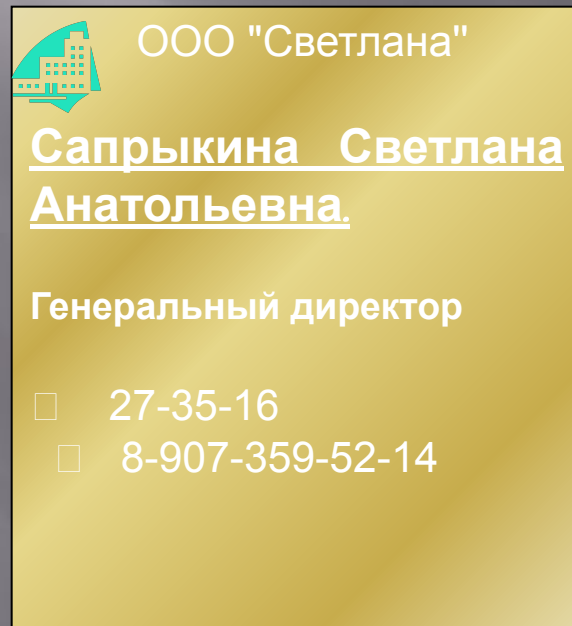 ООО "Светлана"
Сапрыкина Светлана
Анатольевна.
Генеральный директор
27-35-16
8-907-359-52-14